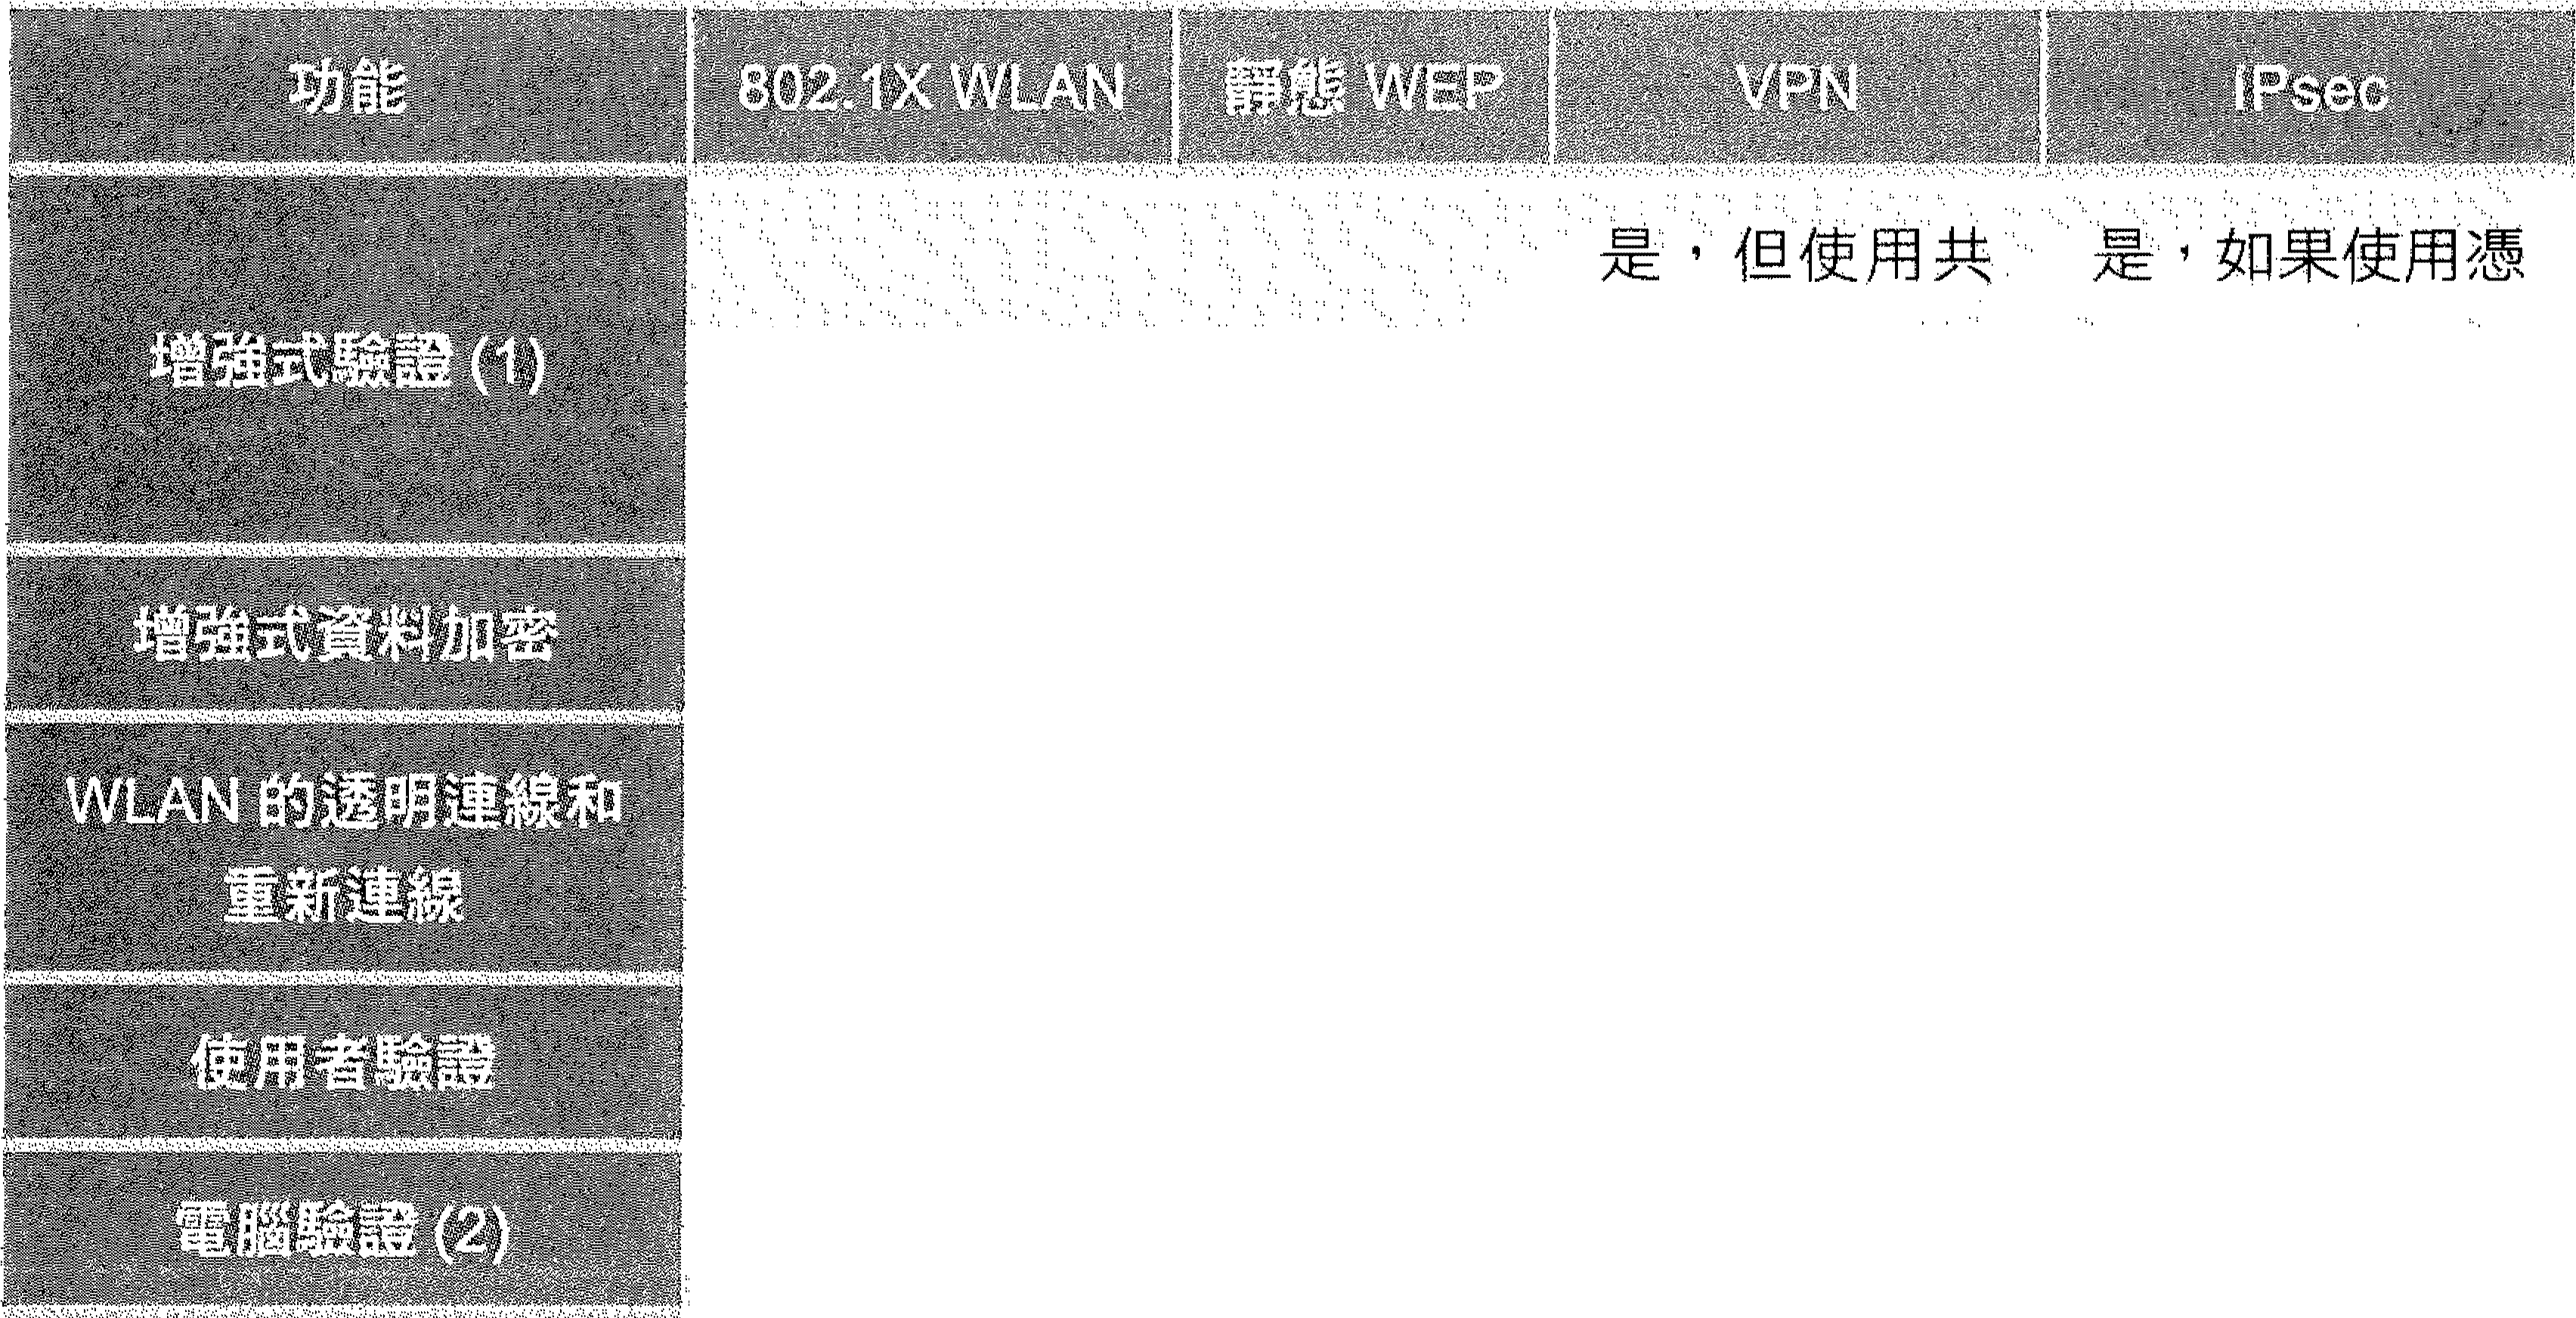 功能 802.1X WLAN 靜態 WEP VPN IPsec
是，但使用共 是，如果使用憑
增強式驗證 (1)
增強式資料加密
WLAN 的透明連線和
重新連線
使用者驗證
電腦驗證 (2)